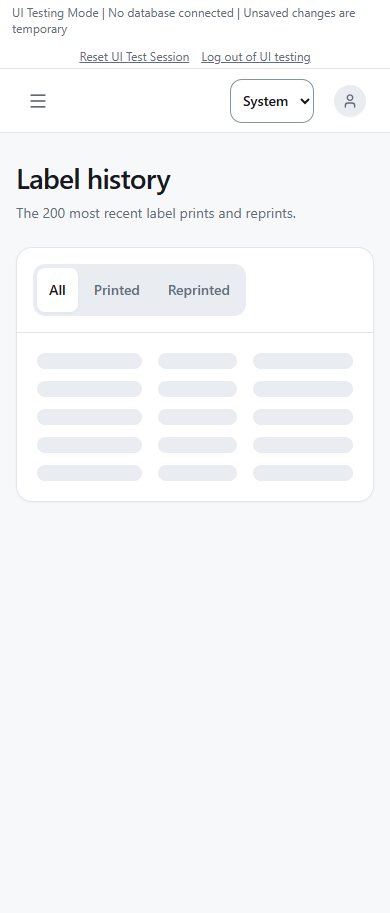 UI Testing Mode | No database connected | Unsaved changes are
temporary
Reset UI Test Session Log out of UI testing
System
Label history
The 200 most recent label prints and reprints.
All Printed Reprinted